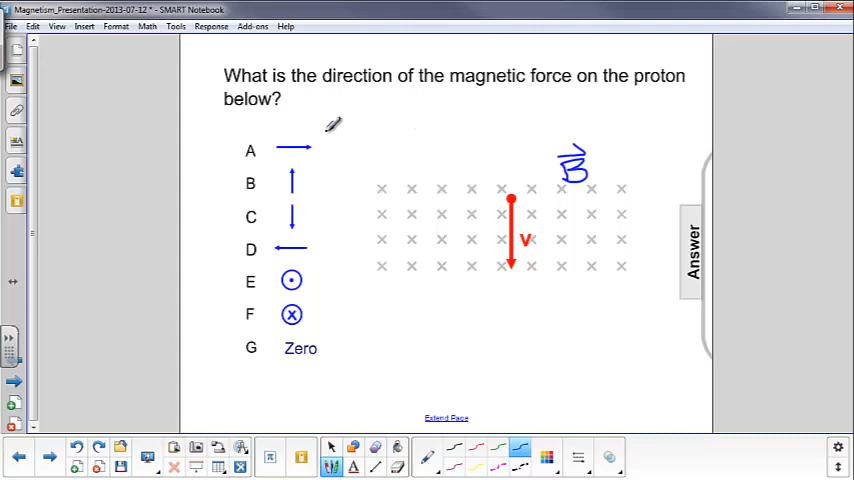 Magnetism_Presentation-2013-07-12 * - SMART Notebook
File Edit View Insert Format Math Tools Response Add-ons Help
What is the direction of the magnetic force on the proton
below?
A
B
C
D
E
F
G Zero
B
v
Answer
Extend Page